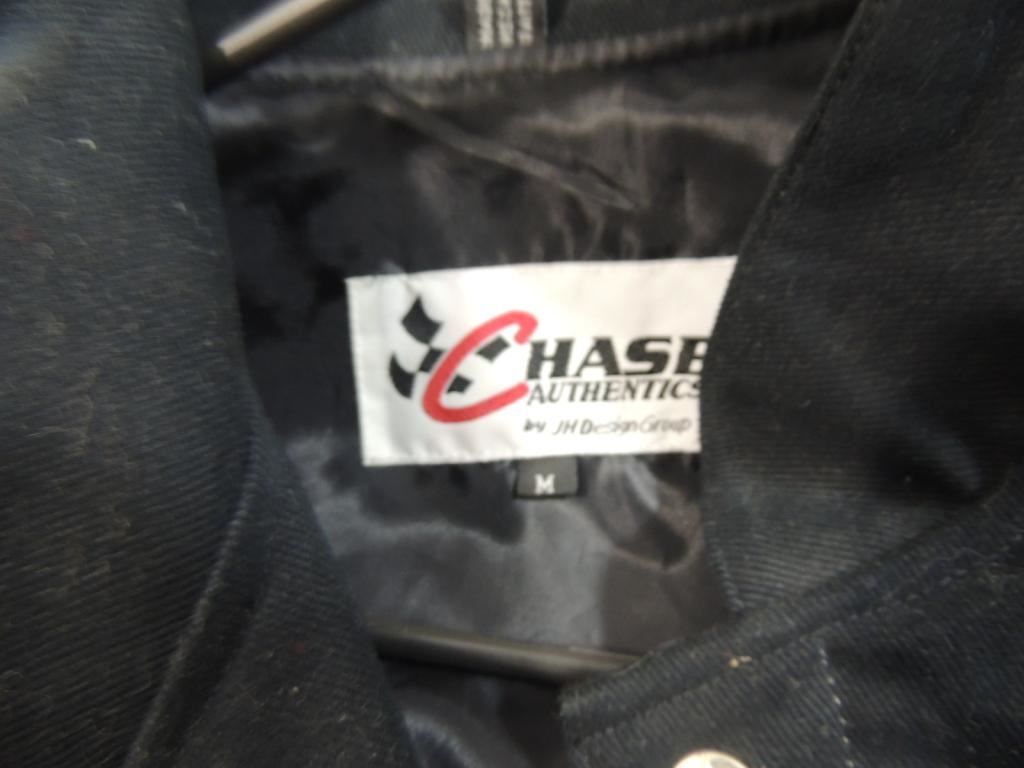 CHASE
AUTHENTICS
by JH Design Group
M